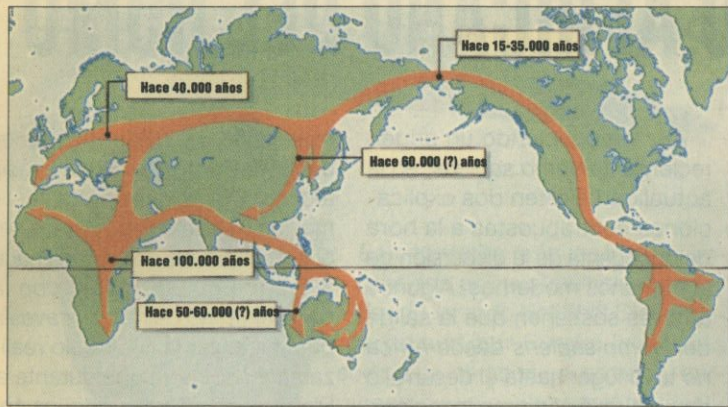 Hace 15-35.000 años
Hace 40.000 años
Hace 60.000 (?) años
Hace 100.000 años
Hace 50-60.000 (?) años